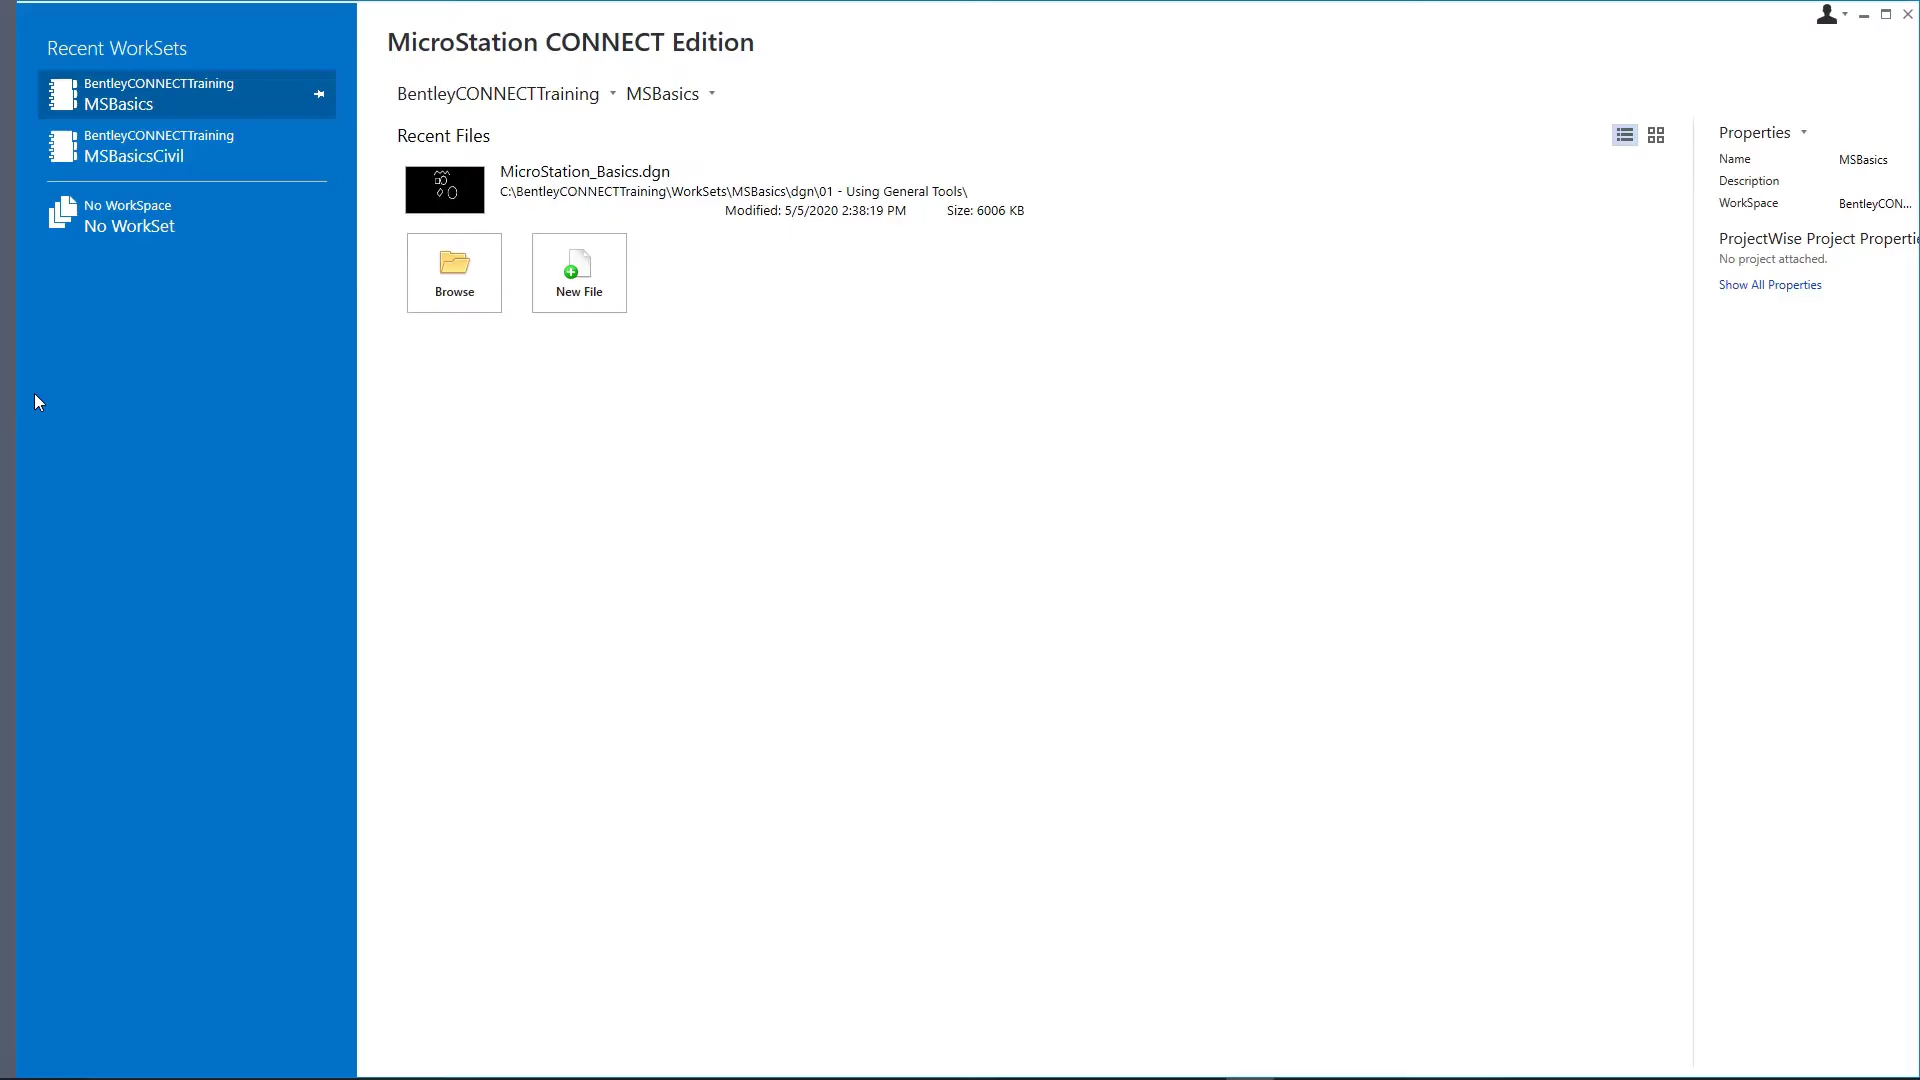 Recent WorkSets
BentleyCONNECTTraining
MSBasics
BentleyCONNECTTraining
MSBasicsCivil
No WorkSpace
No WorkSet
MicroStation CONNECT Edition
BentleyCONNECTTraining MSBasics
Recent Files
MicroStation_Basics.dgn
C:\BentleyCONNECTTraining\WorkSets\MSBasics\dgn\01 - Using General Tools\
Modified: 5/5/2020 2:38:19 PM Size: 6006 KB
Browse
New File
Properties
Name MSBasics
Description
WorkSpace BentleyCON...
ProjectWise Project Properti
No project attached.
Show All Properties